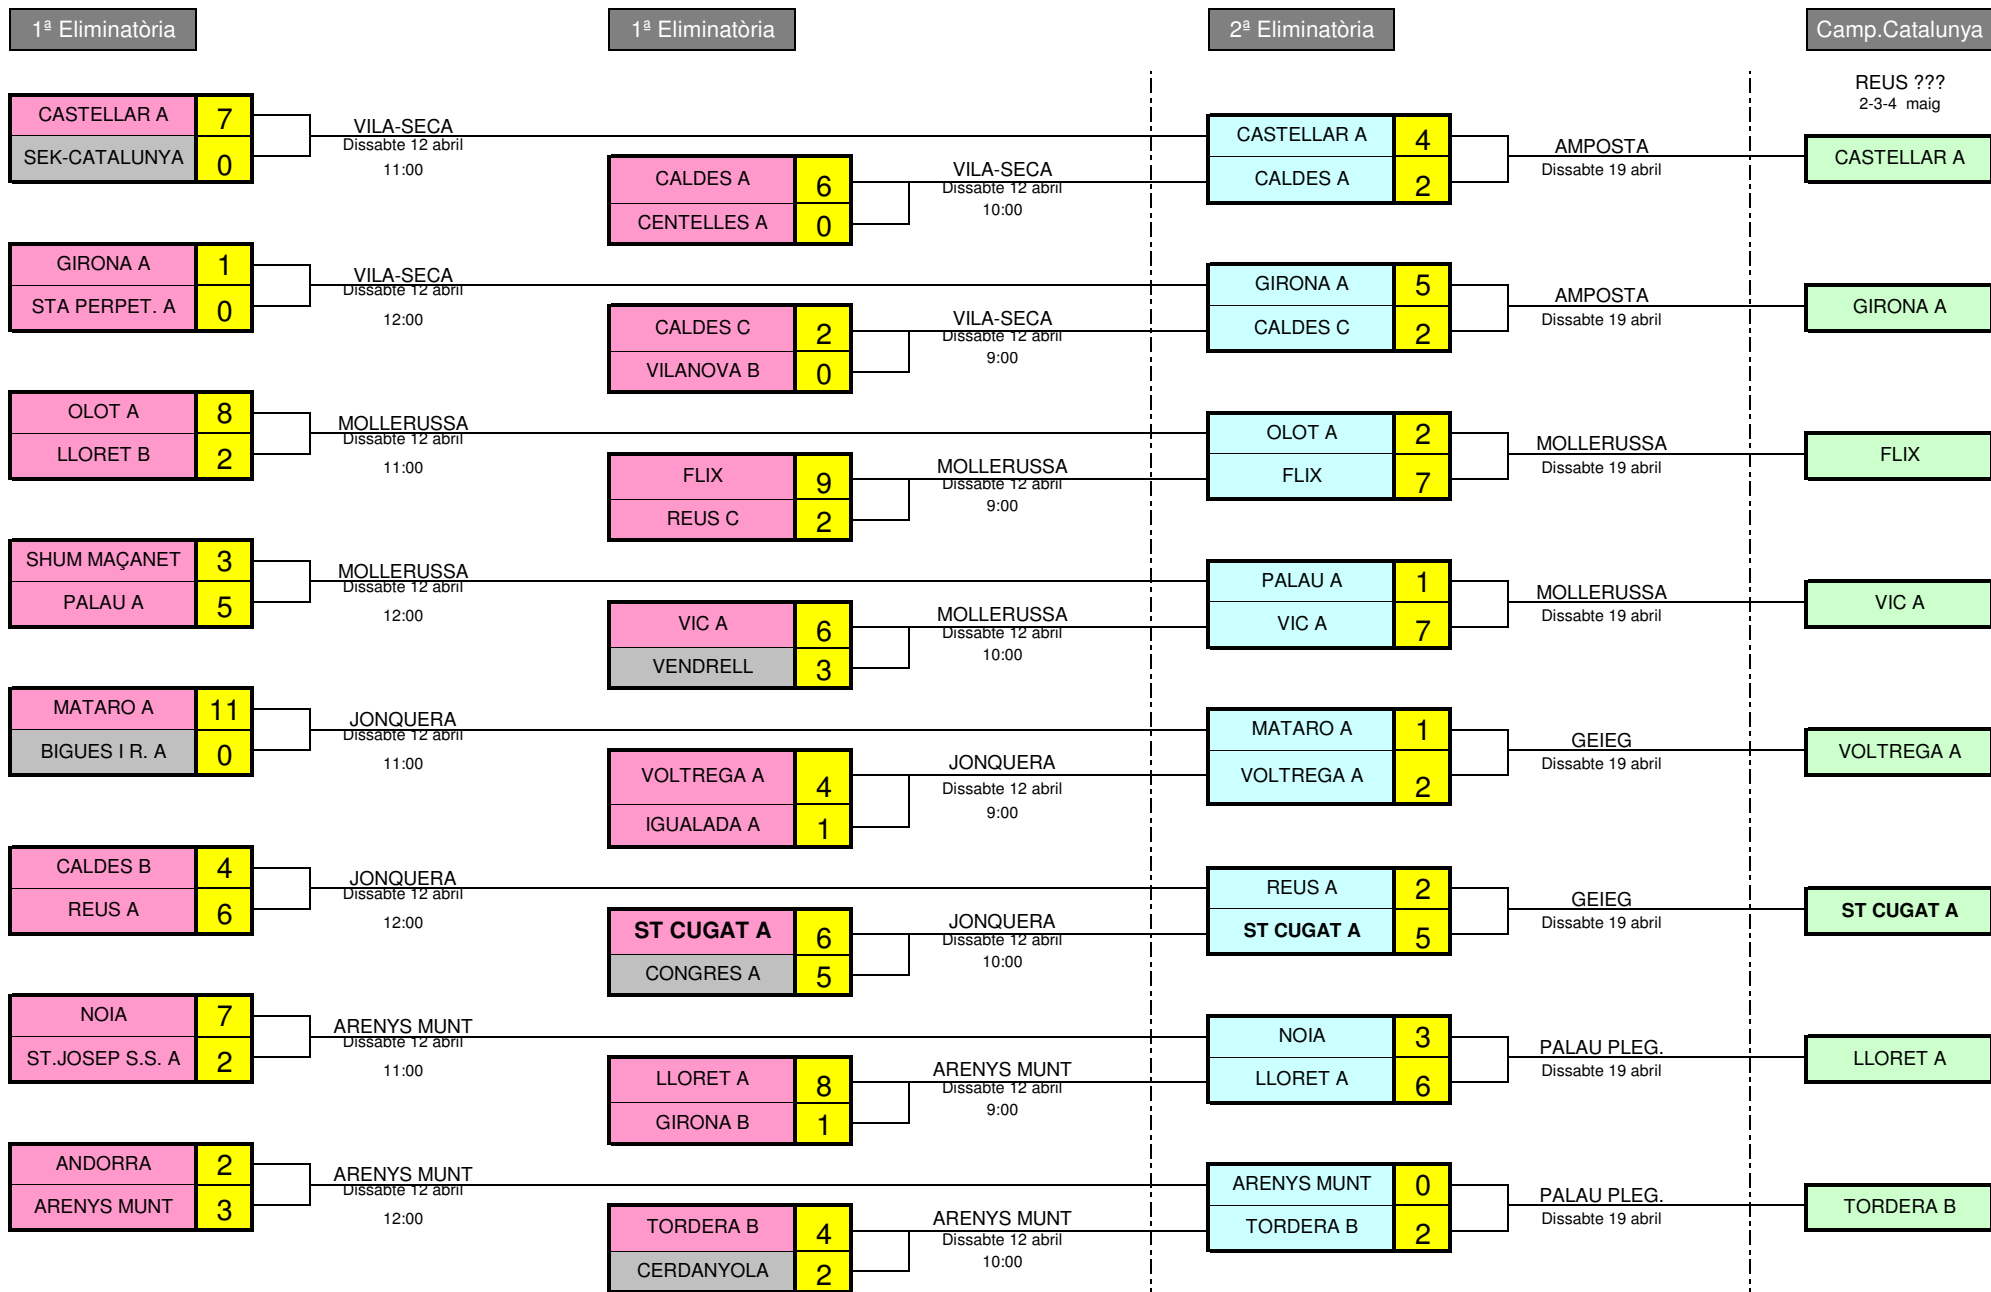 1ª Eliminatòria
1ª Eliminatòria
2ª Eliminatòria
Camp.Catalunya
REUS ???
2-3-4 maig
CASTELLAR A 7
SEK-CATALUNYA 0
VILA-SECA
Dissabte 12 abril
11:00
CALDES A 6
CENTELLES A 0
VILA-SECA
Dissabte 12 abril
10:00
CASTELLAR A 4
CALDES A 2
AMPOSTA
Dissabte 19 abril
CASTELLAR A
GIRONA A 1
STA PERPET. A 0
VILA-SECA
Dissabte 12 abril
12:00
CALDES C 2
VILANOVA B 0
VILA-SECA
Dissabte 12 abril
9:00
GIRONA A 5
CALDES C 2
AMPOSTA
Dissabte 19 abril
GIRONA A
OLOT A 8
LLORET B 2
MOLLERUSSA
Dissabte 12 abril
11:00
FLIX 9
REUS C 2
MOLLERUSSA
Dissabte 12 abril
9:00
OLOT A 2
FLIX 7
MOLLERUSSA
Dissabte 19 abril
FLIX
SHUM MAÇANET 3
PALAU A 5
MOLLERUSSA
Dissabte 12 abril
12:00
VIC A 6
VENDRELL 3
MOLLERUSSA
Dissabte 12 abril
10:00
PALAU A 1
VIC A 7
MOLLERUSSA
Dissabte 19 abril
VIC A
MATARO A 11
BIGUES I R. A 0
JONQUERA
Dissabte 12 abril
11:00
VOLTREGA A 4
IGUALADA A 1
JONQUERA
Dissabte 12 abril
9:00
MATARO A 1
VOLTREGA A 2
GEIEG
Dissabte 19 abril
VOLTREGA A
CALDES B 4
REUS A 6
JONQUERA
Dissabte 12 abril
12:00
ST CUGAT A 6
CONGRES A 5
JONQUERA
Dissabte 12 abril
10:00
REUS A 2
ST CUGAT A 5
GEIEG
Dissabte 19 abril
ST CUGAT A
NOIA 7
ST.JOSEP S.S. A 2
ARENYS MUNT
Dissabte 12 abril
11:00
LLORET A 8
GIRONA B 1
ARENYS MUNT
Dissabte 12 abril
9:00
NOIA 3
LLORET A 6
PALAU PLEG.
Dissabte 19 abril
LLORET A
ANDORRA 2
ARENYS MUNT 3
ARENYS MUNT
Dissabte 12 abril
12:00
TORDERA B 4
CERDANYOLA 2
ARENYS MUNT
Dissabte 12 abril
10:00
ARENYS MUNT 0
TORDERA B 2
PALAU PLEG.
Dissabte 19 abril
TORDERA B